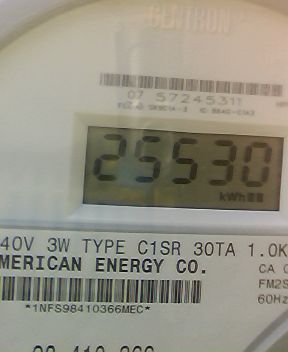 CENTRON
07 57245311
25530
kWh
40V 3W TYPE C1SR 30TA 1.0K
MERICAN ENERGY CO.
CA 0
FM2S
60Hz
*1NFS98410366MEC*